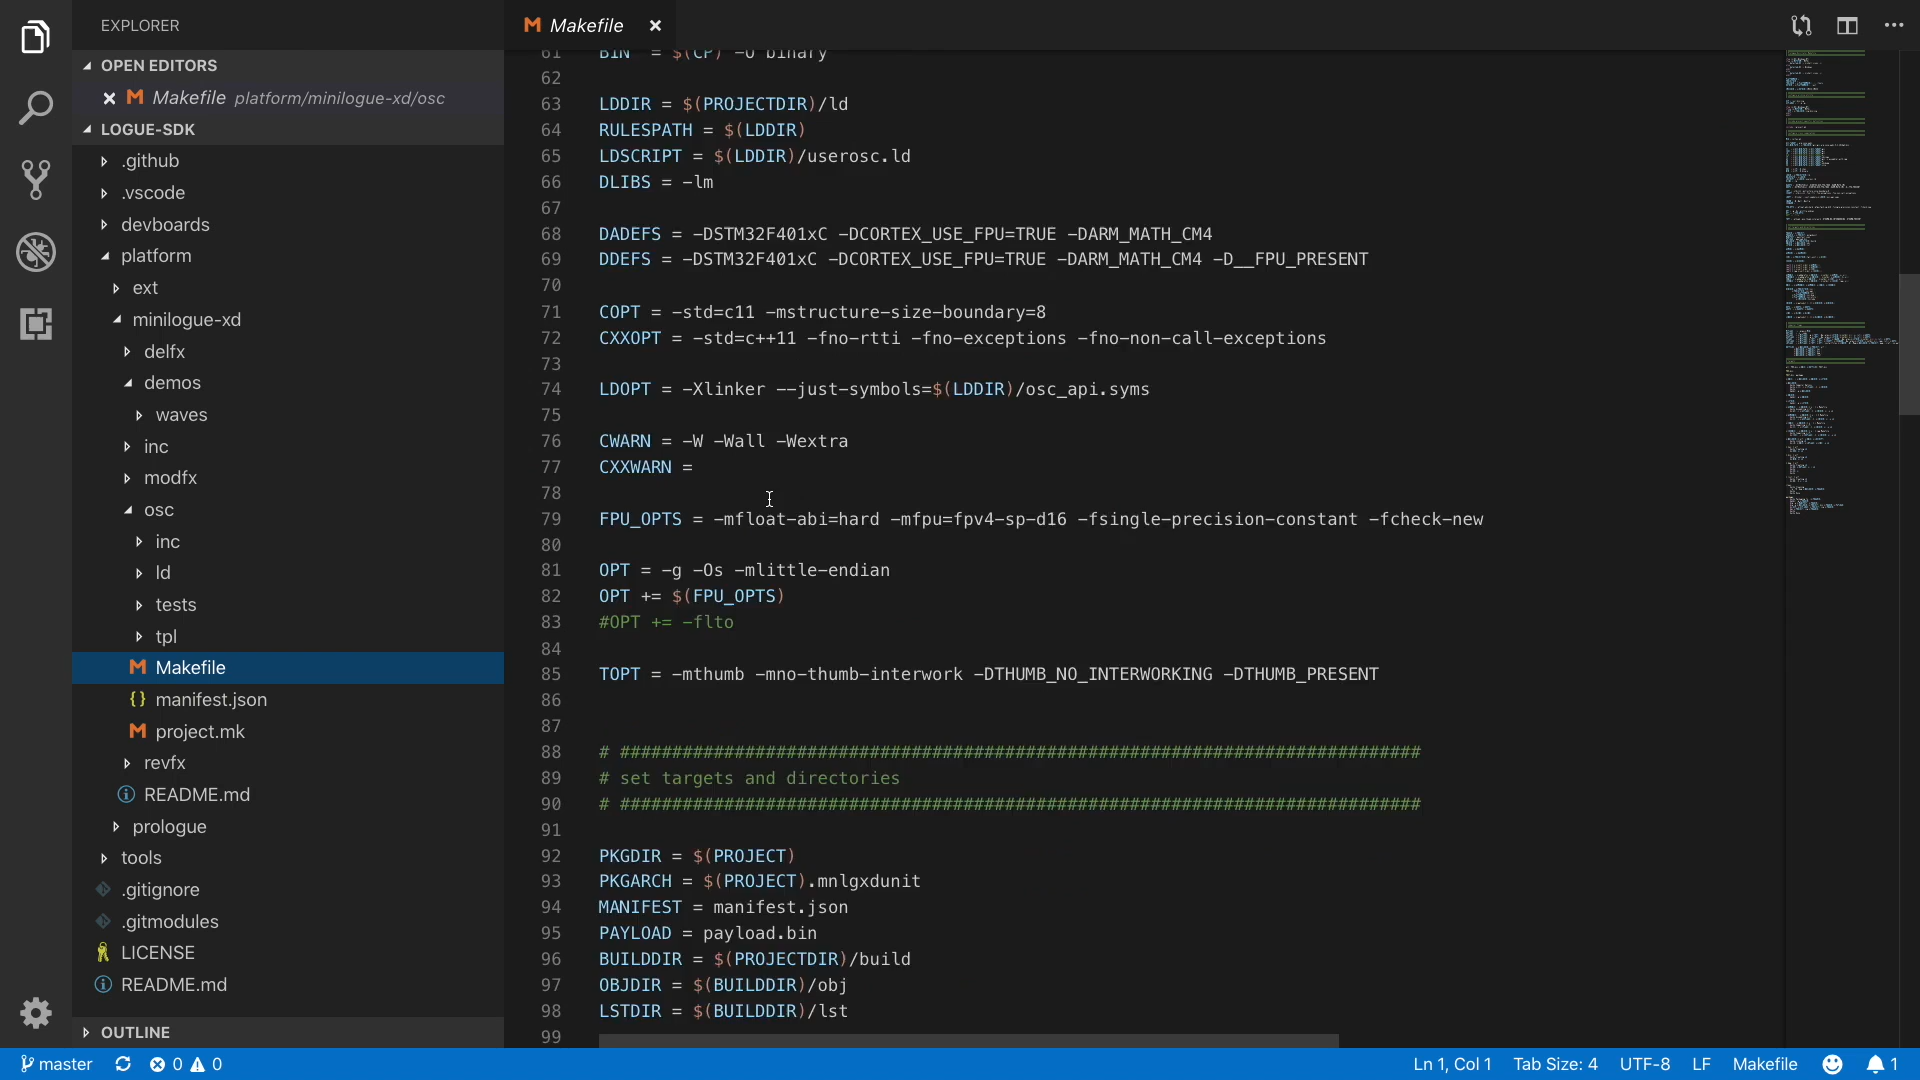 EXPLORER
OPEN EDITORS
Makefile platform/minilogue-xd/osc
LOGUE-SDK
.github
.vscode
devboards
platform
ext
minilogue-xd
delfx
demos
waves
inc
modfx
osc
inc
ld
tests
tpl
Makefile
{} manifest.json
project.mk
revfx
README.md
prologue
tools
.gitignore
.gitmodules
LICENSE
README.md
OUTLINE
Makefile
61 BIN = $(CP) -O binary
62
63 LDDIR = $(PROJECTDIR)/ld
64 RULESPATH = $(LDDIR)
65 LDSCRIPT = $(LDDIR)/userosc.ld
66 DLIBS = -lm
67
68 DADEFS = -DSTM32F401xC -DCORTEX_USE_FPU=TRUE -DARM_MATH_CM4
69 DDEFS = -DSTM32F401xC -DCORTEX_USE_FPU=TRUE -DARM_MATH_CM4 -D__FPU_PRESENT
70
71 COPT = -std=c11 -mstructure-size-boundary=8
72 CXXOPT = -std=c++11 -fno-rtti -fno-exceptions -fno-non-call-exceptions
73
74 LDOPT = -Xlinker --just-symbols=$(LDDIR)/osc_api.syms
75
76 CWARN = -W -Wall -Wextra
77 CXXWARN =
78
79 FPU_OPTS = -mfloat-abi=hard -mfpu=fpv4-sp-d16 -fsingle-precision-constant -fcheck-new
80
81 OPT = -g -Os -mlittle-endian
82 OPT += $(FPU_OPTS)
83 #OPT += -flto
84
85 TOPT = -mthumb -mno-thumb-interwork -DTHUMB_NO_INTERWORKING -DTHUMB_PRESENT
86
87
88 # #############################################################################
89 # set targets and directories
90 # #############################################################################
91
92 PKGDIR = $(PROJECT)
93 PKGARCH = $(PROJECT).mnlgxdunit
94 MANIFEST = manifest.json
95 PAYLOAD = payload.bin
96 BUILDDIR = $(PROJECTDIR)/build
97 OBJDIR = $(BUILDDIR)/obj
98 LSTDIR = $(BUILDDIR)/lst
99
master 0 0 Ln 1, Col 1 Tab Size: 4 UTF-8 LF Makefile 1